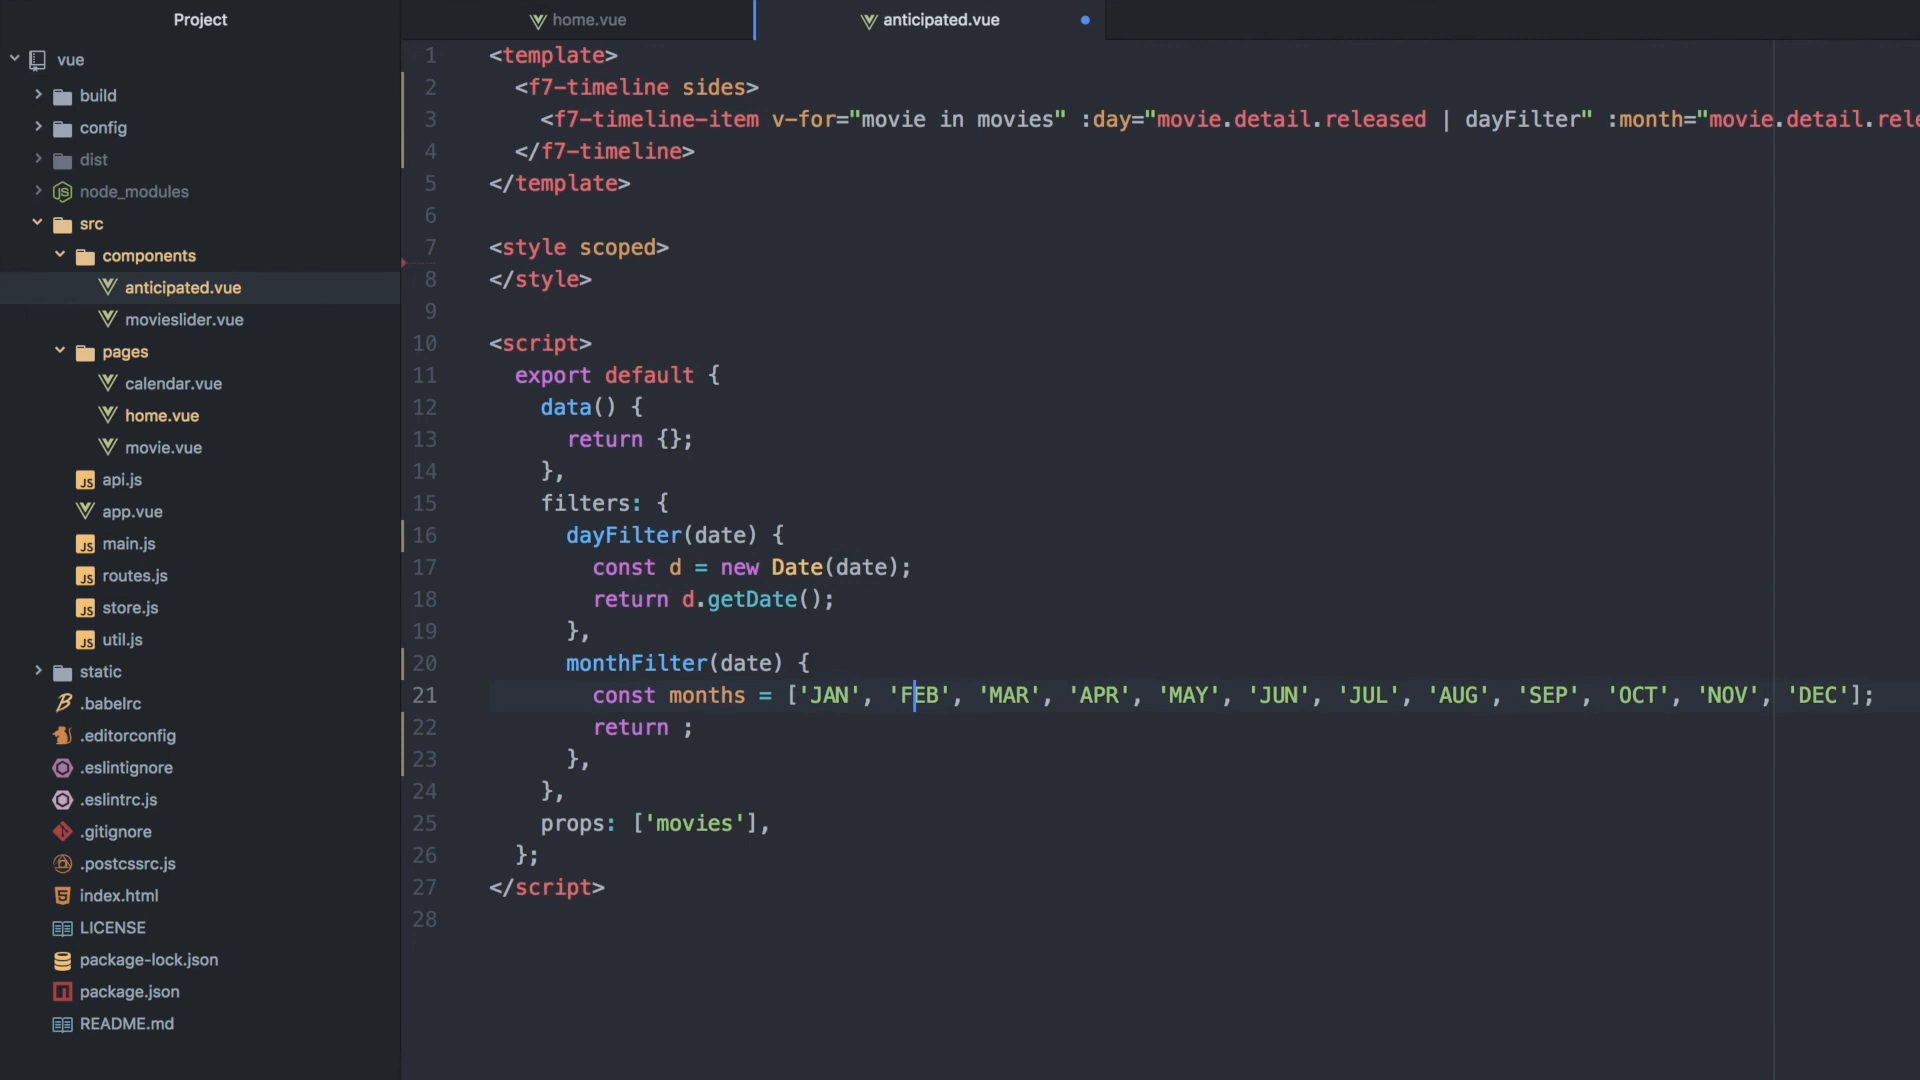 Project
vue
build
config
dist
node_modules
src
components
anticipated.vue
movieslider.vue
pages
calendar.vue
home.vue
movie.vue
api.js
app.vue
main.js
routes.js
store.js
util.js
static
.babelrc
.editorconfig
.eslintignore
.eslintrc.js
.gitignore
.postcssrc.js
index.html
LICENSE
package-lock.json
package.json
README.md
home.vue
anticipated.vue
1 <template>
2 <f7-timeline sides>
3 <f7-timeline-item v-for="movie in movies" :day="movie.detail.released | dayFilter" :month="movie.detail.rele
4 </f7-timeline>
5 </template>
6
7 <style scoped>
8 </style>
9
10 <script>
11 export default {
12 data() {
13 return {};
14 },
15 filters: {
16 dayFilter(date) {
17 const d = new Date(date);
18 return d.getDate();
19 },
20 monthFilter(date) {
21 const months = ['JAN', 'FEB', 'MAR', 'APR', 'MAY', 'JUN', 'JUL', 'AUG', 'SEP', 'OCT', 'NOV', 'DEC'];
22 return ;
23 },
24 },
25 props: ['movies'],
26 };
27 </script>
28